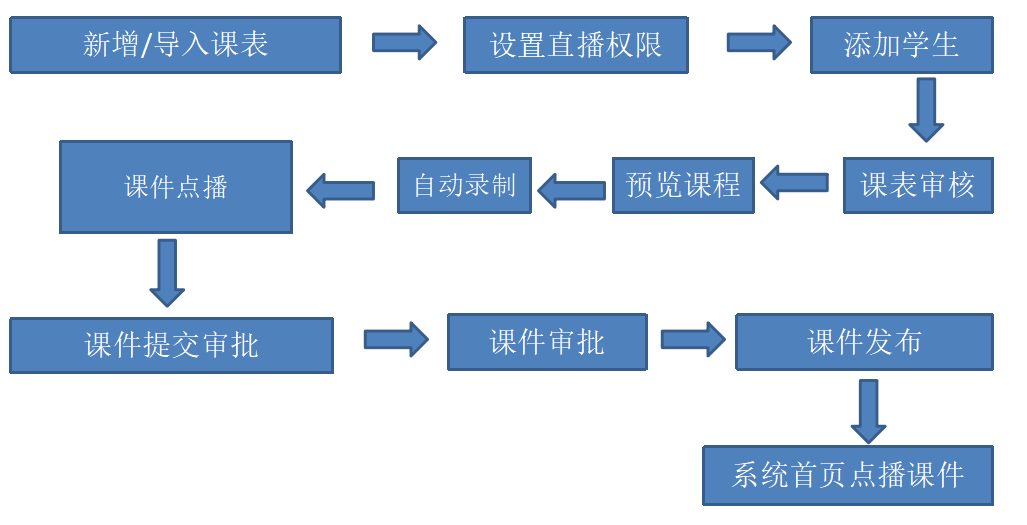 新增/导入课表
设置直播权限
添加学生
课表审核
预览课程
自动录制
课件点播
课件提交审批
课件审批
课件发布
系统首页点播课件